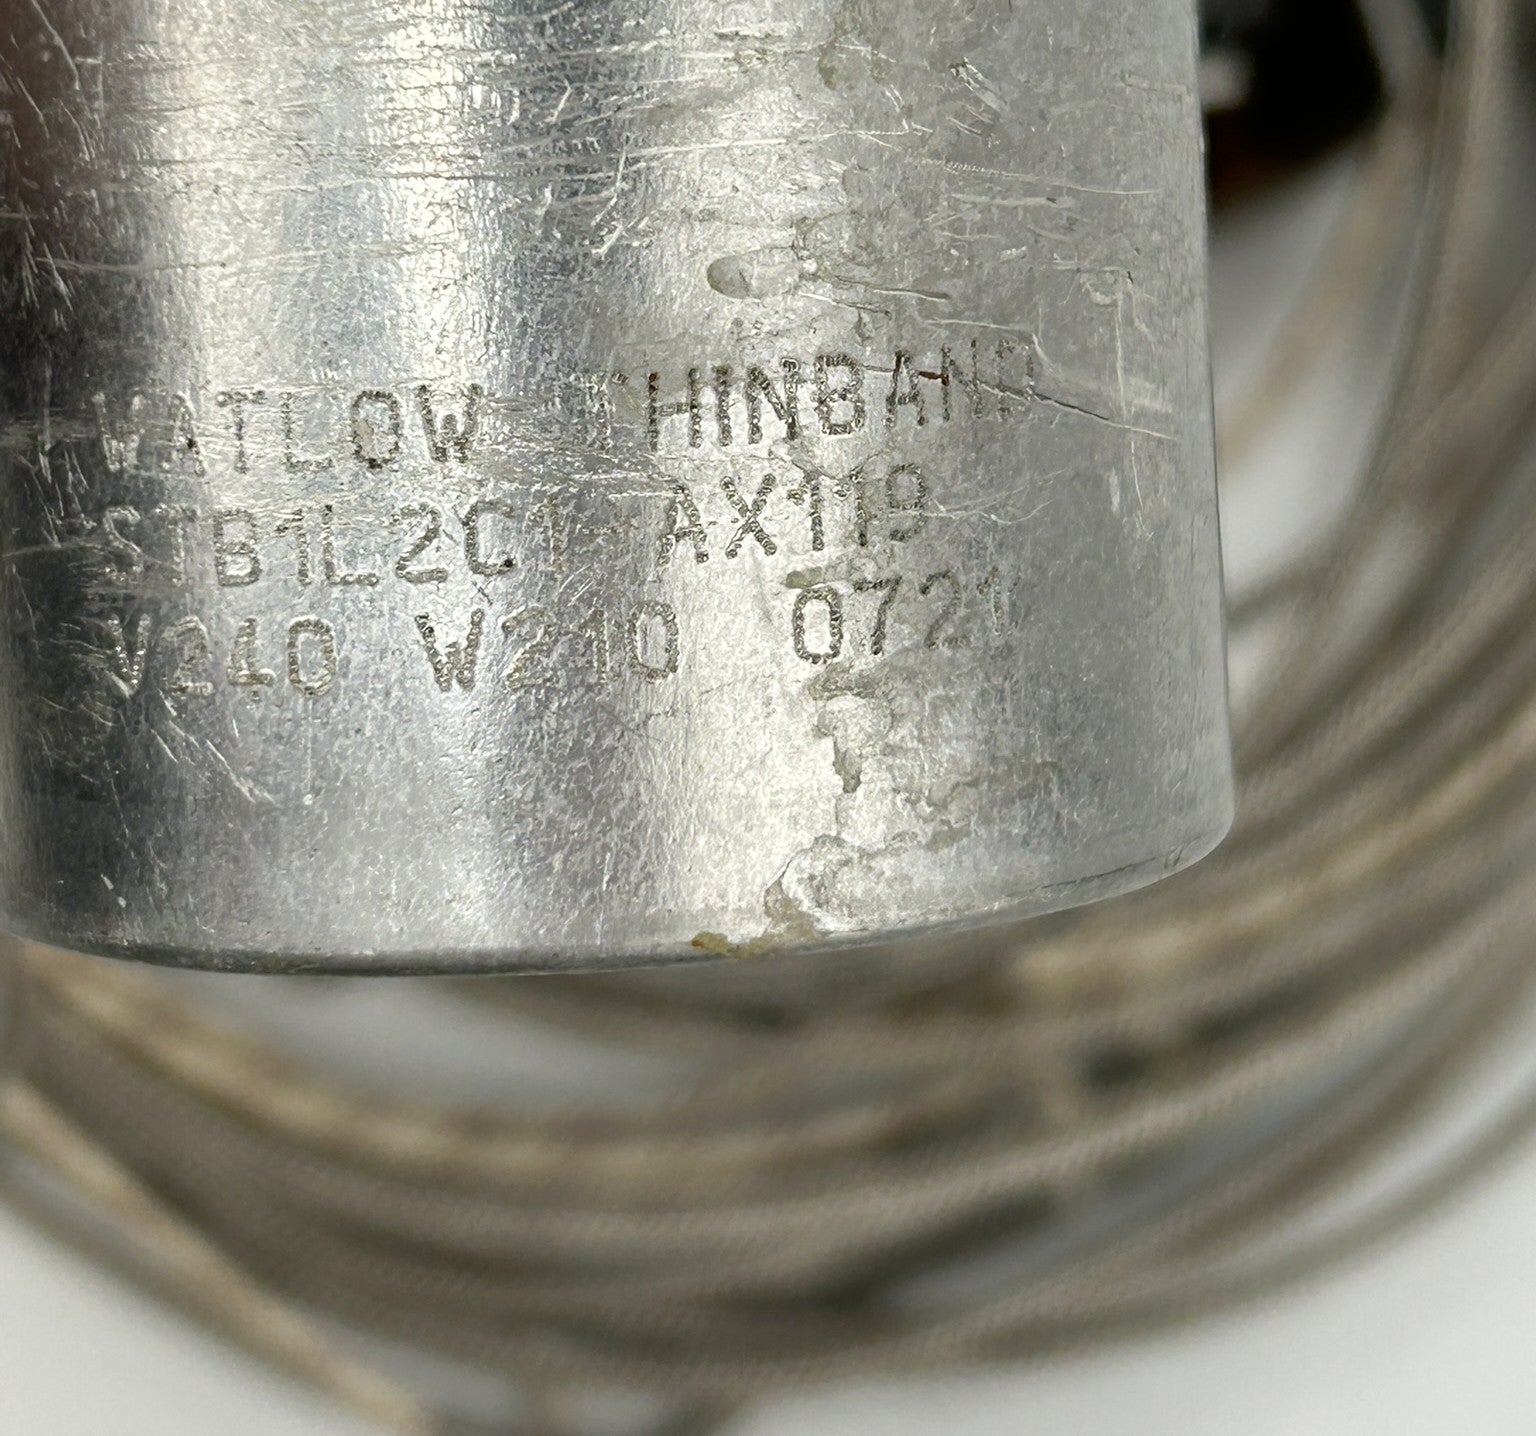 WATLOW THINBAND
STB1L2C1-AX119
V240 W210 0721